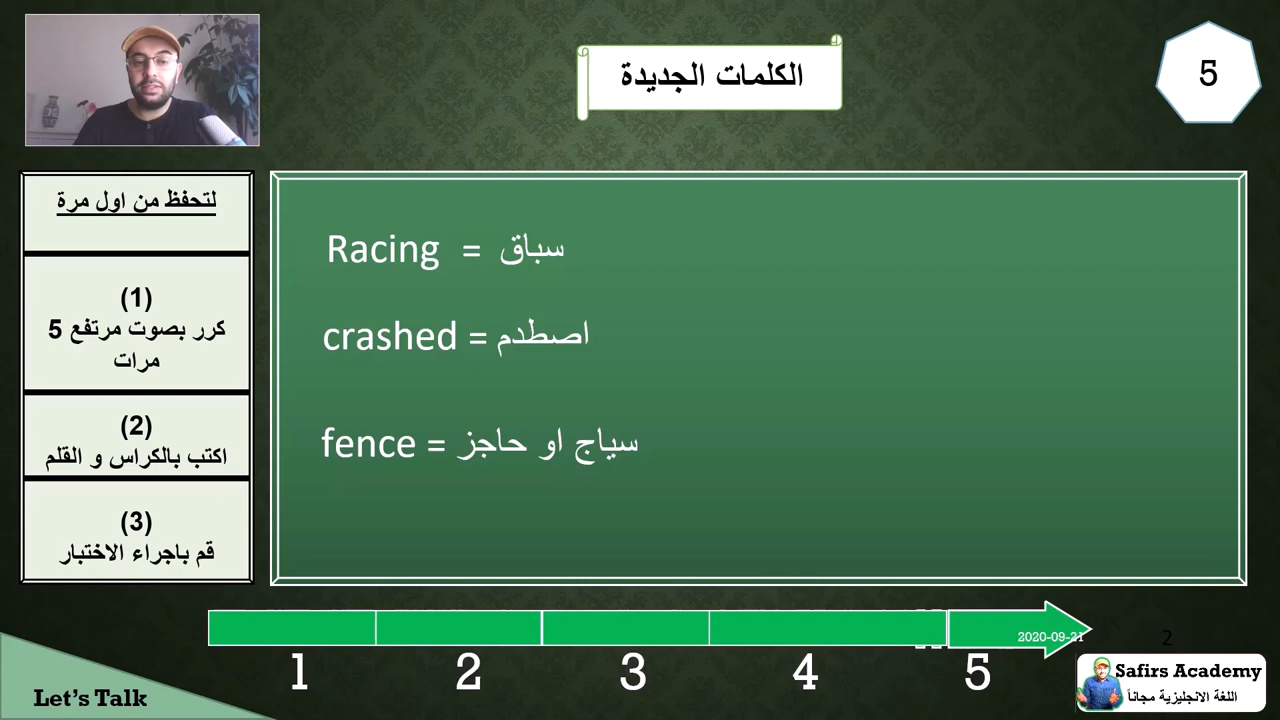 الكلمات الجديدة
5
لتحفظ من اول مرة
(1)
كرر بصوت مرتفع 5
مرات
(2)
اكتب بالكراس و القلم
(3)
قم باجراء الاختبار
Racing = سباق
crashed = اصطدم
fence = سياج او حاجز
2020-09-21
2
1 2 3 4 5
Let's Talk
Safirs Academy
اللغة الانجليزية مجاناً